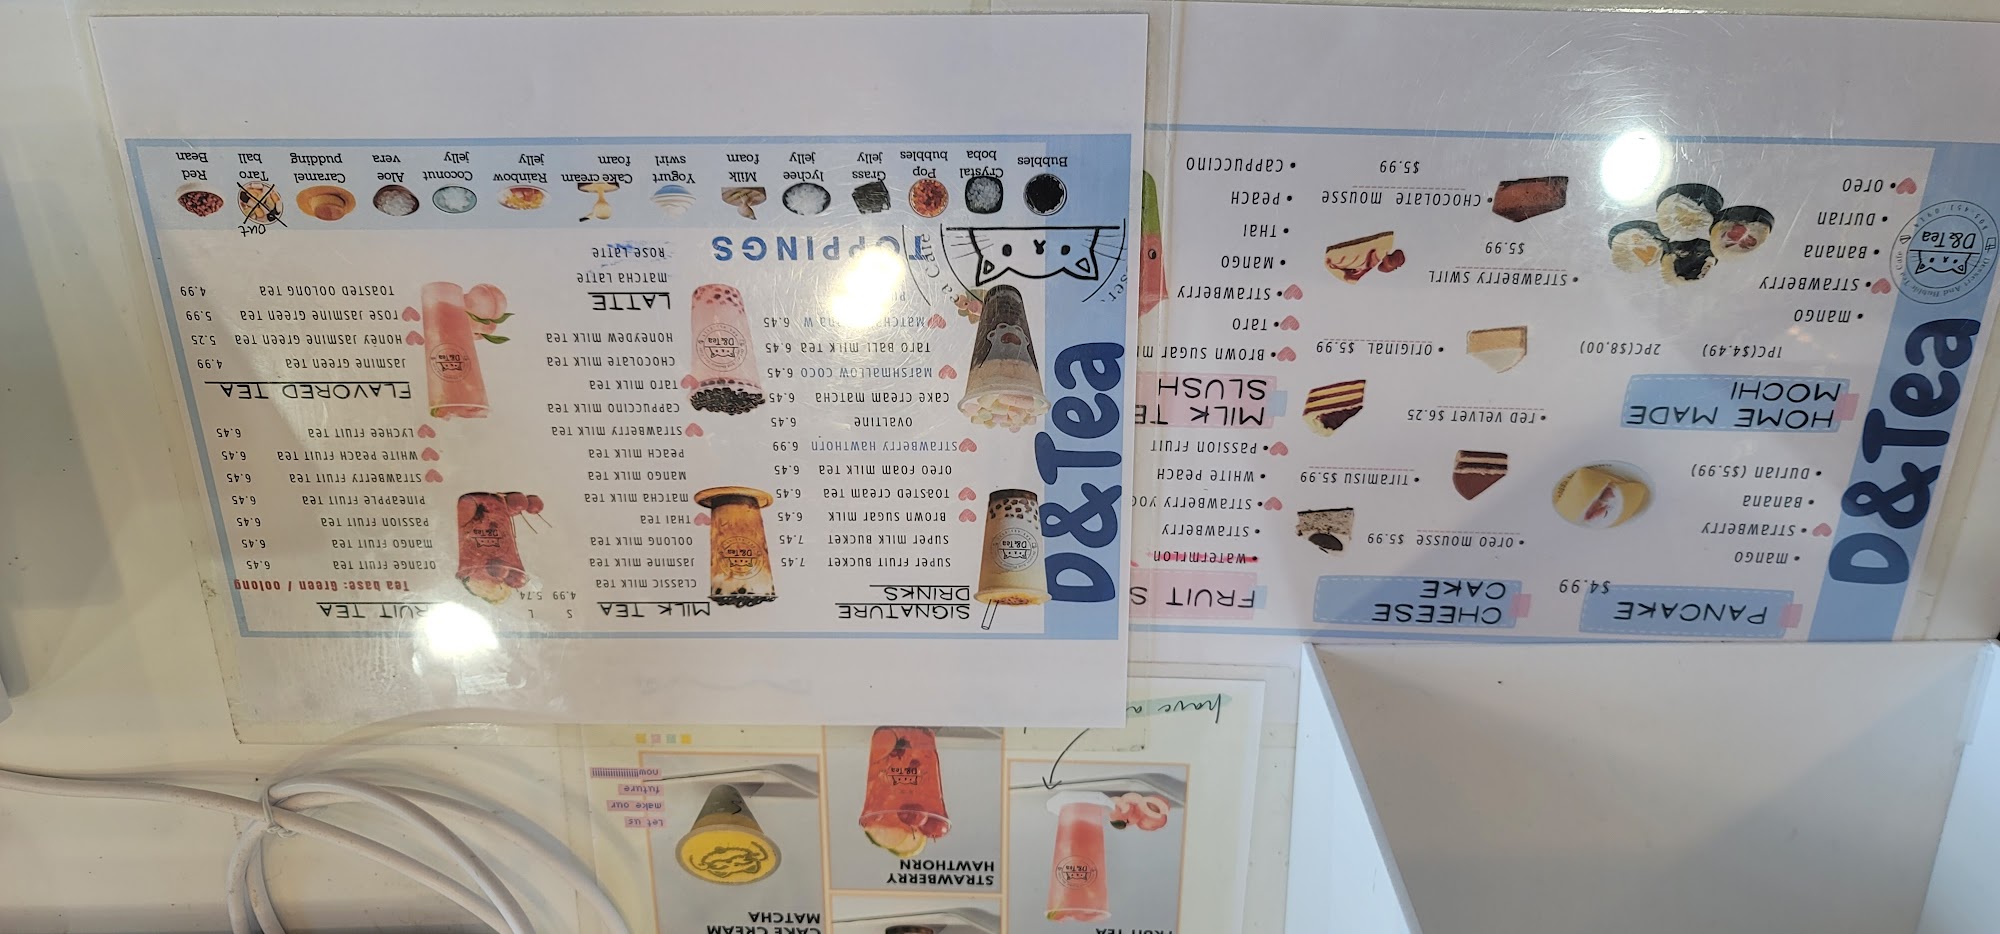 D&Tea
PANCAKE
$4.99
• mango
• Strawberry
• Banana
• Durian ($5.99)
HOME MADE
MOCHI
1PC($4.49) 2PC($8.00)
• mango
• Strawberry
• Banana
• Durian
• Oreo
D&Tea
CHEESE
CAKE
• Oreo mousse $5.99
• Tiramisu $5.99
• red velvet $6.25
• Original $5.99
• Strawberry Swirl
$5.99
• Chocolate mousse
$5.99
FRUIT S
• watermelon
• Strawberry
• Strawberry Yog
• White Peach
• Passion Fruit
MILK TE
SLUSH
• Brown Sugar mi
• Taro
• Strawberry
• Mango
• Thai
• Peach
• Cappuccino
D&Tea
SIGNATURE
DRINKS
Super Fruit Bucket 7.45
Super milk Bucket 7.45
Brown Sugar milk 6.45
Toasted Cream Tea 6.45
Oreo Foam milk Tea 6.45
Strawberry Hawthorn 6.99
Ovaltine 6.45
Cake Cream matcha 6.45
Marshmallow Coco 6.45
Taro Ball milk Tea 6.45
6.45
MILK TEA
S L
4.99 5.74
Classic milk Tea
Jasmine milk Tea
Oolong milk Tea
Thai Tea
matcha milk Tea
mango milk Tea
Peach milk Tea
Strawberry milk Tea
Cappuccino milk Tea
Taro milk Tea
Chocolate milk Tea
Honeydew milk Tea
LATTE
matcha Latte
Rose Latte
FRUIT TEA
Tea base: Green / oolong
Orange Fruit Tea 6.45
mango Fruit Tea 6.45
Passion Fruit Tea 6.45
Pineapple Fruit Tea 6.45
Strawberry Fruit Tea 6.45
White Peach Fruit Tea 6.45
Lychee Fruit Tea 6.45
FLAVORED TEA
Jasmine Green Tea 4.99
Honey Jasmine Green Tea 5.25
rose Jasmine Green Tea 5.99
Toasted Oolong Tea 4.99
TOPPINGS
Bubbles
Crystal
boba
Pop
bubbles
Grass
jelly
lychee
jelly
Milk
foam
Yogurt
swirl
Cake cream
foam
Rainbow
jelly
Coconut
jelly
Aloe
vera
Caramel
pudding
Taro
ball
out
Red
Bean
have a
FRUIT TEA
STRAWBERRY
HAWTHORN
CAKE CREAM
MATCHA
Let us
make our
future
now